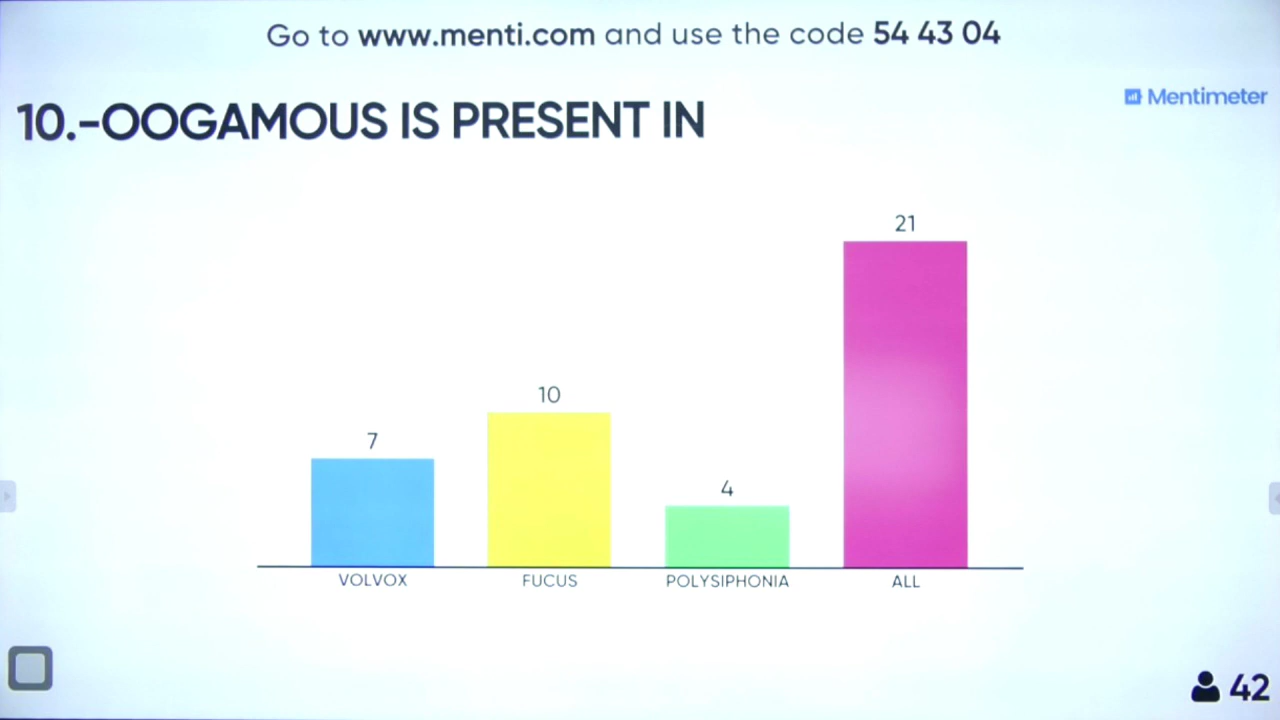 Go to www.menti.com and use the code 54 43 04
Mentimeter
10.-OOGAMOUS IS PRESENT IN
21
10
7
4
VOLVOX FUCUS POLYSIPHONIA ALL
42